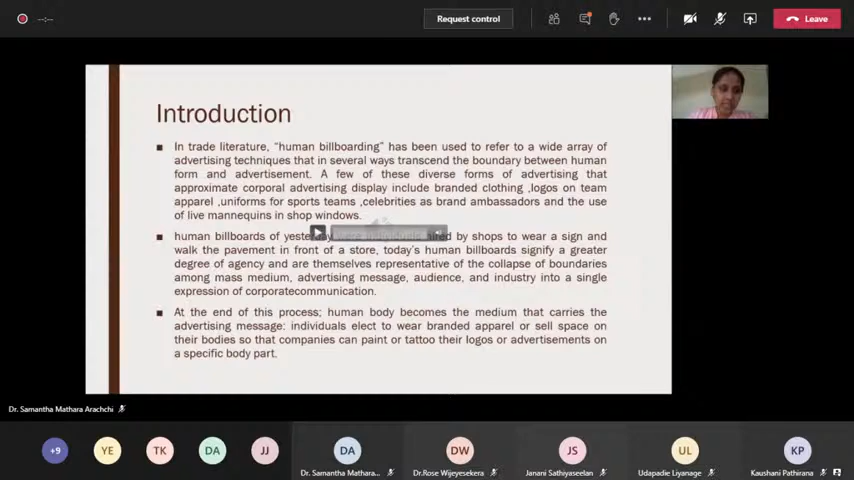 --:--
Request control
Leave
Introduction
■ In trade literature, “human billboarding” has been used to refer to a wide array of
advertising techniques that in several ways transcend the boundary between human
form and advertisement. A few of these diverse forms of advertising that
approximate corporal advertising display include branded clothing ,logos on team
apparel ,uniforms for sports teams ,celebrities as brand ambassadors and the use
of live mannequins in shop windows.
■ human billboards of yesterday were individuals hired by shops to wear a sign and
walk the pavement in front of a store, today's human billboards signify a greater
degree of agency and are themselves representative of the collapse of boundaries
among mass medium, advertising message, audience, and industry into a single
expression of corporatecommunication.
■ At the end of this process; human body becomes the medium that carries the
advertising message: individuals elect to wear branded apparel or sell space on
their bodies so that companies can paint or tattoo their logos or advertisements on
a specific body part.
Dr. Samantha Mathara Arachchi
+9 YE TK DA JJ DA DW JS UL KP
Dr. Samantha Mathara... Dr.Rose Wijeyesekera Janani Sathiyaseelan Udapadie Liyanage Kaushani Pathirana